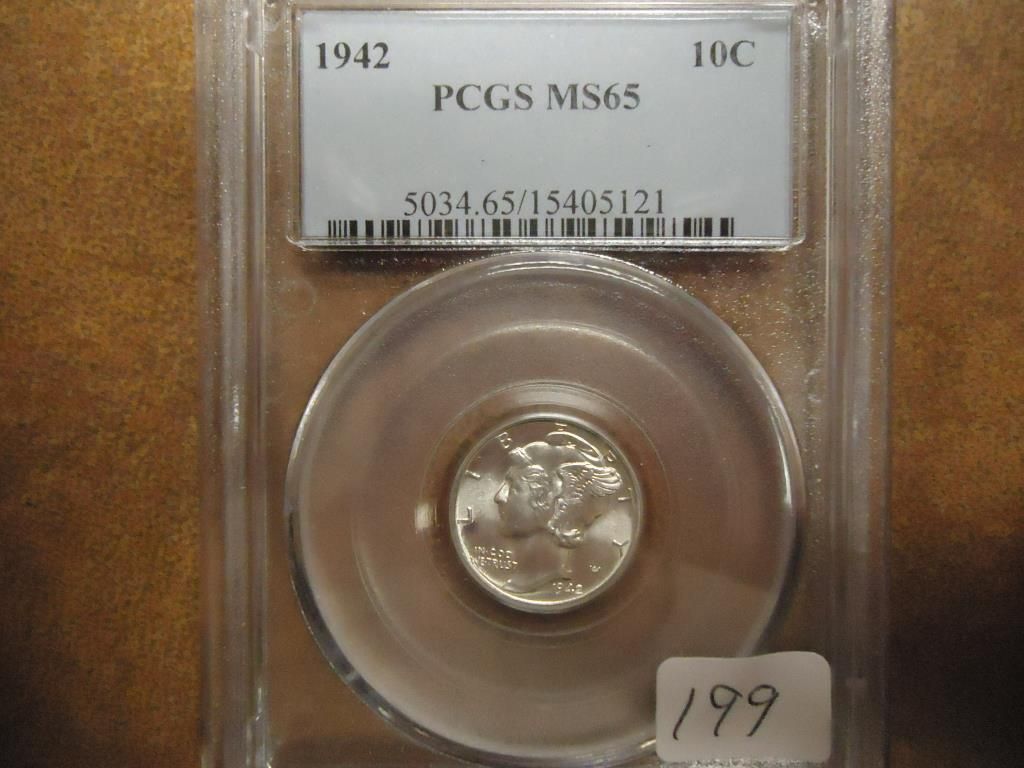 1942 10C
PCGS MS65
5034.65/15405121
LIBERTY
IN GOD
WE TRUST
1942
199